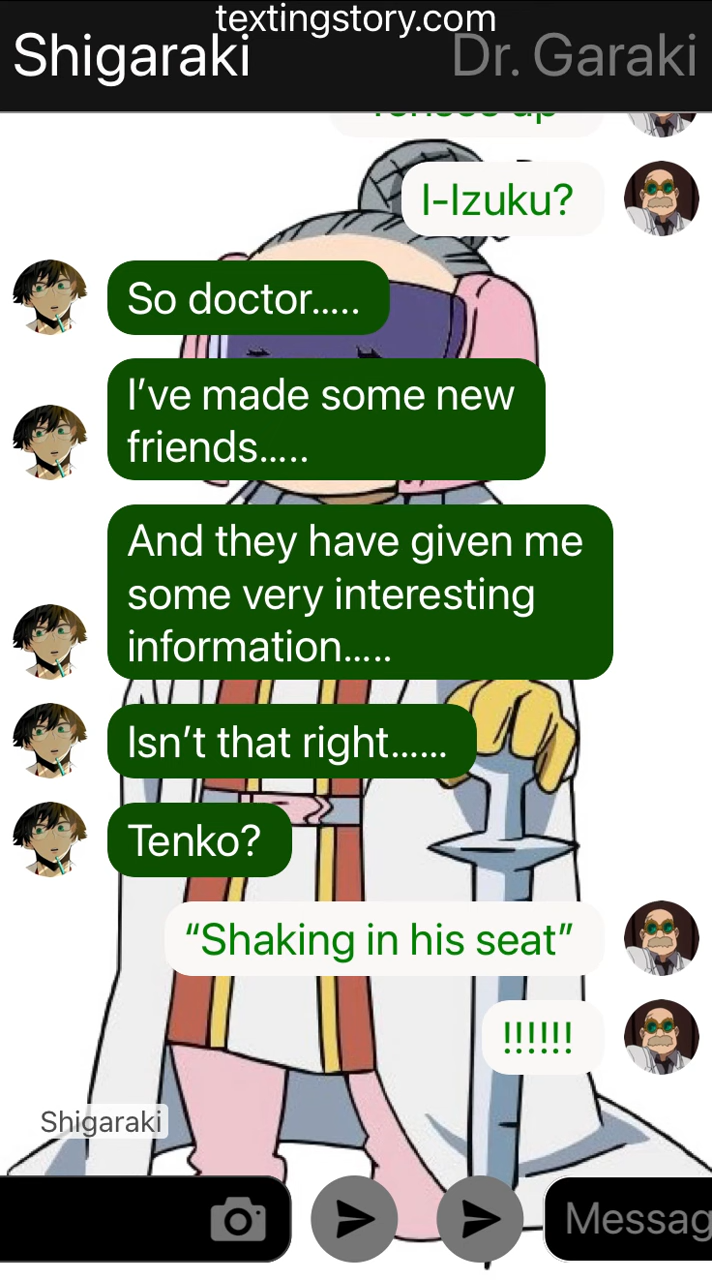 textingstory.com
Shigaraki
Dr. Garaki
I-Izuku?
So doctor.....
I’ve made some new
friends.....
And they have given me
some very interesting
information.....
Isn’t that right......
Tenko?
“Shaking in his seat”
!!!!!!
Shigaraki
Messag